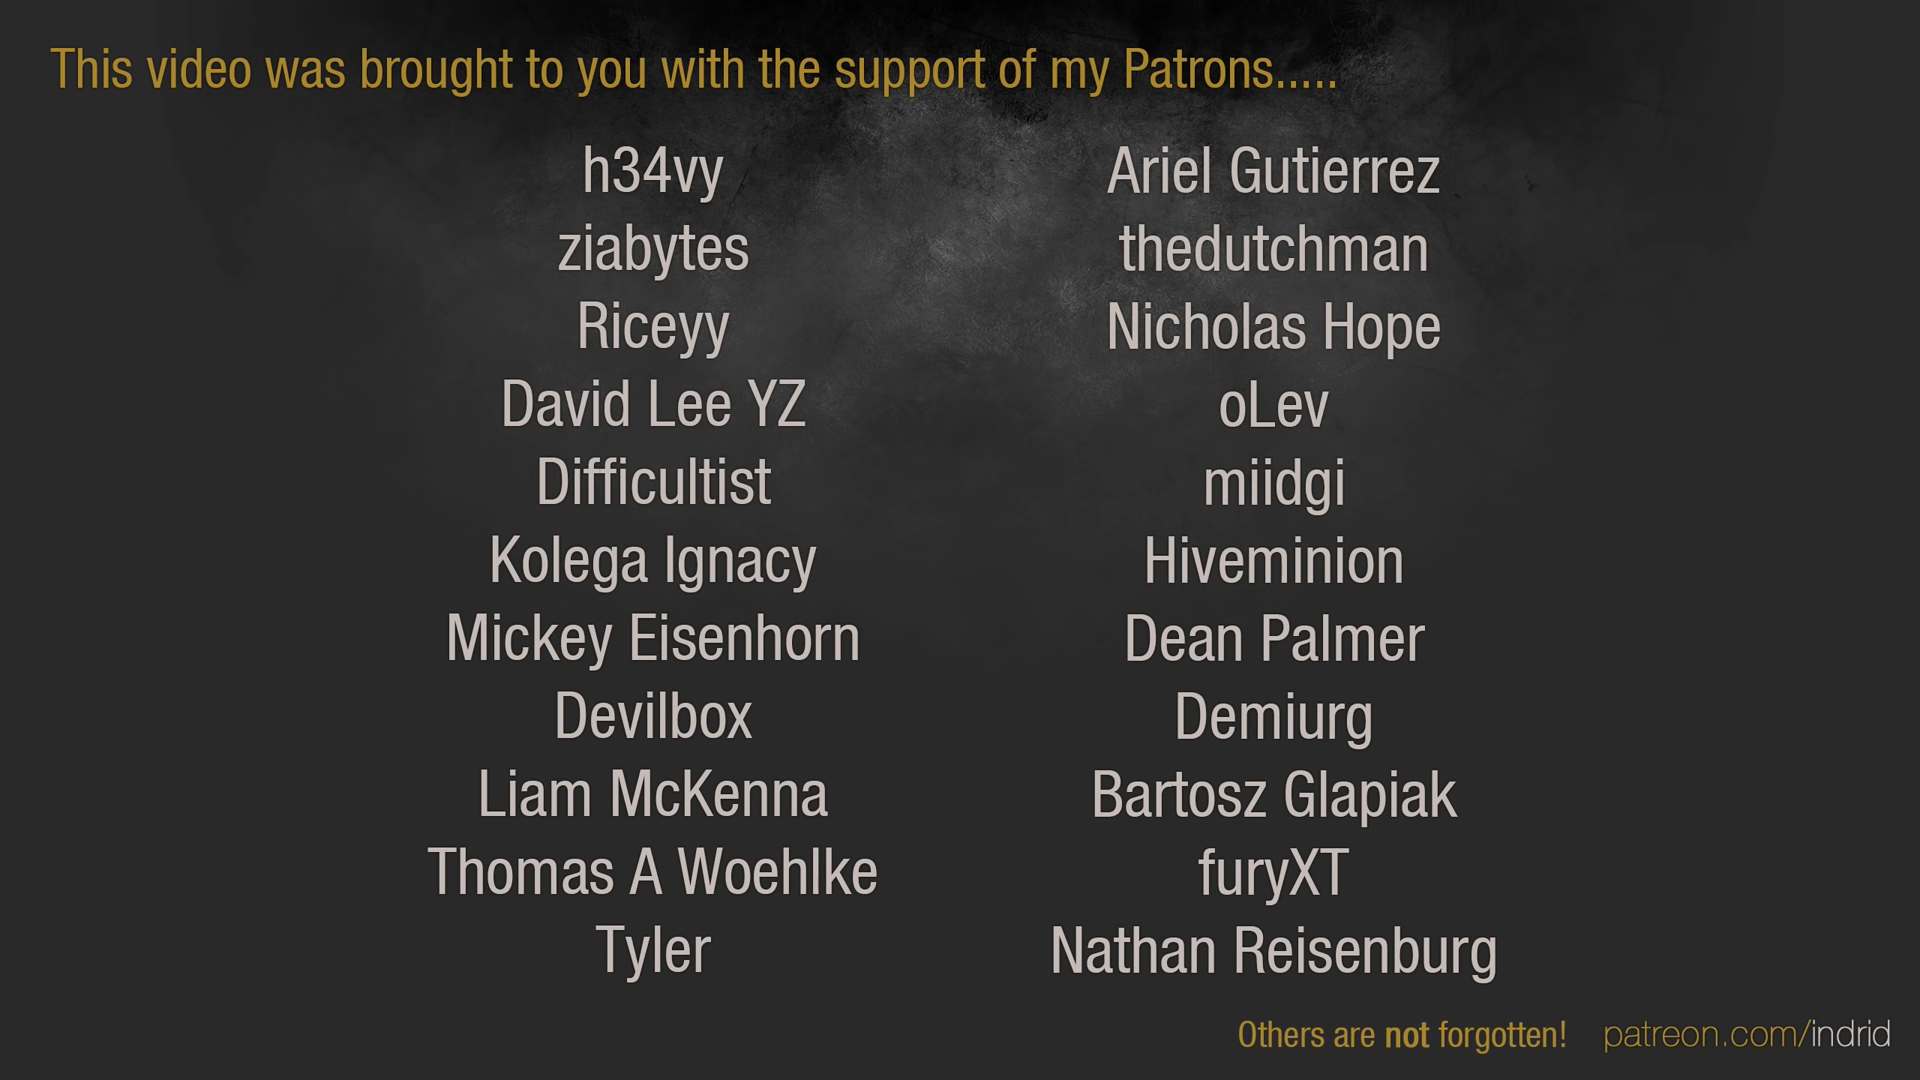 This video was brought to you with the support of my Patrons.....
h34vy
ziabytes
Riceyy
David Lee YZ
Difficultist
Kolega Ignacy
Mickey Eisenhorn
Devilbox
Liam McKenna
Thomas A Woehlke
Tyler
Ariel Gutierrez
thedutchman
Nicholas Hope
oLev
miidgi
Hiveminion
Dean Palmer
Demiurg
Bartosz Glapiak
furyXT
Nathan Reisenburg
Others are not forgotten! patreon.com/indrid